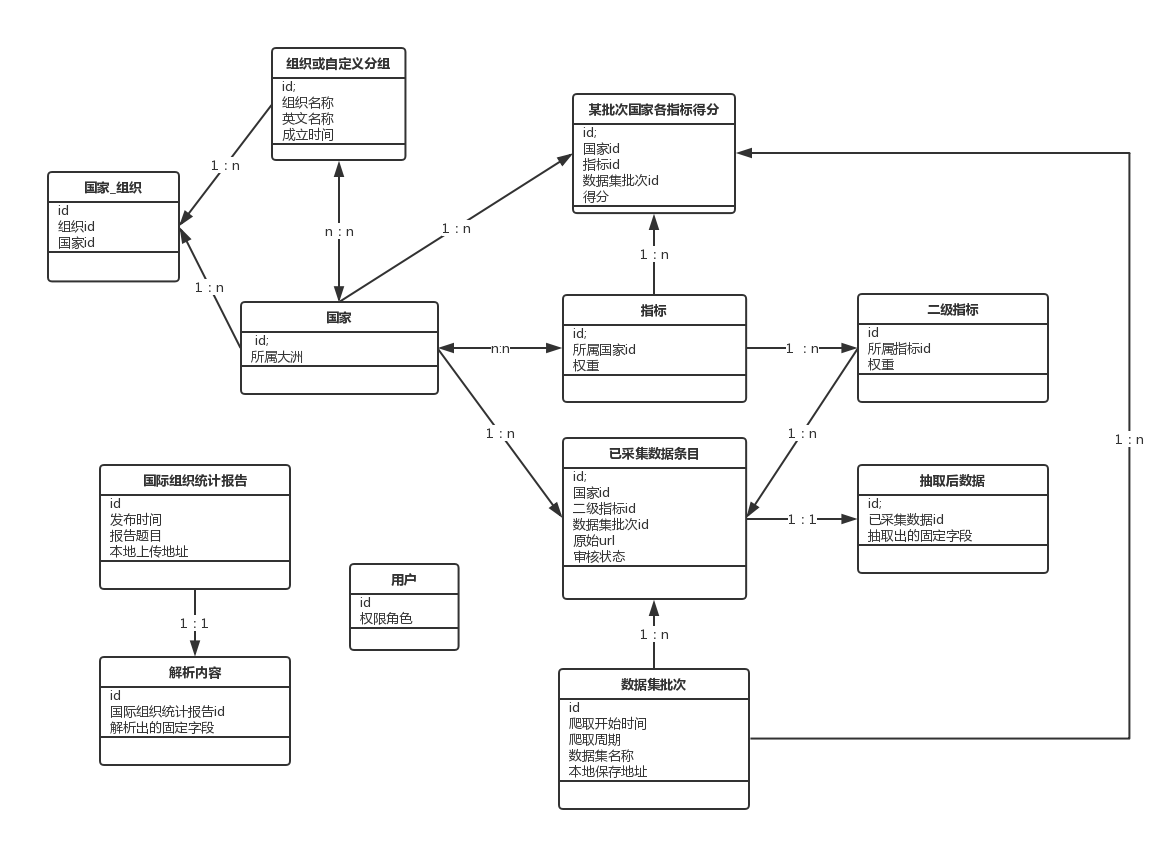 组织或自定义分组
id;
组织名称
英文名称
成立时间
某批次国家各指标得分
id;
国家id
指标id
数据集批次id
得分
1 : n
国家_组织
id
组织id
国家id
n : n
1 : n
1 : n
1 : n
国家
id;
所属大洲
指标
id;
所属国家id
权重
二级指标
id
所属指标id
权重
n:n
1 : n
1 : n
1 : n
1 : n
已采集数据条目
id;
国家id
二级指标id
数据集批次id
原始url
审核状态
抽取后数据
id;
已采集数据id
抽取出的固定字段
1 : 1
国际组织统计报告
id
发布时间
报告题目
本地上传地址
用户
id
权限角色
1 : 1
1 : n
解析内容
id
国际组织统计报告id
解析出的固定字段
数据集批次
id
爬取开始时间
爬取周期
数据集名称
本地保存地址